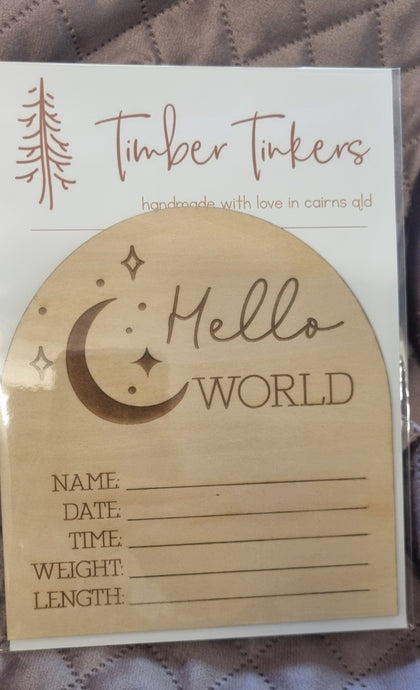 Timber Tinkers
handmade with love in cairns qld
Hello
WORLD
NAME:
DATE:
TIME:
WEIGHT:
LENGTH: